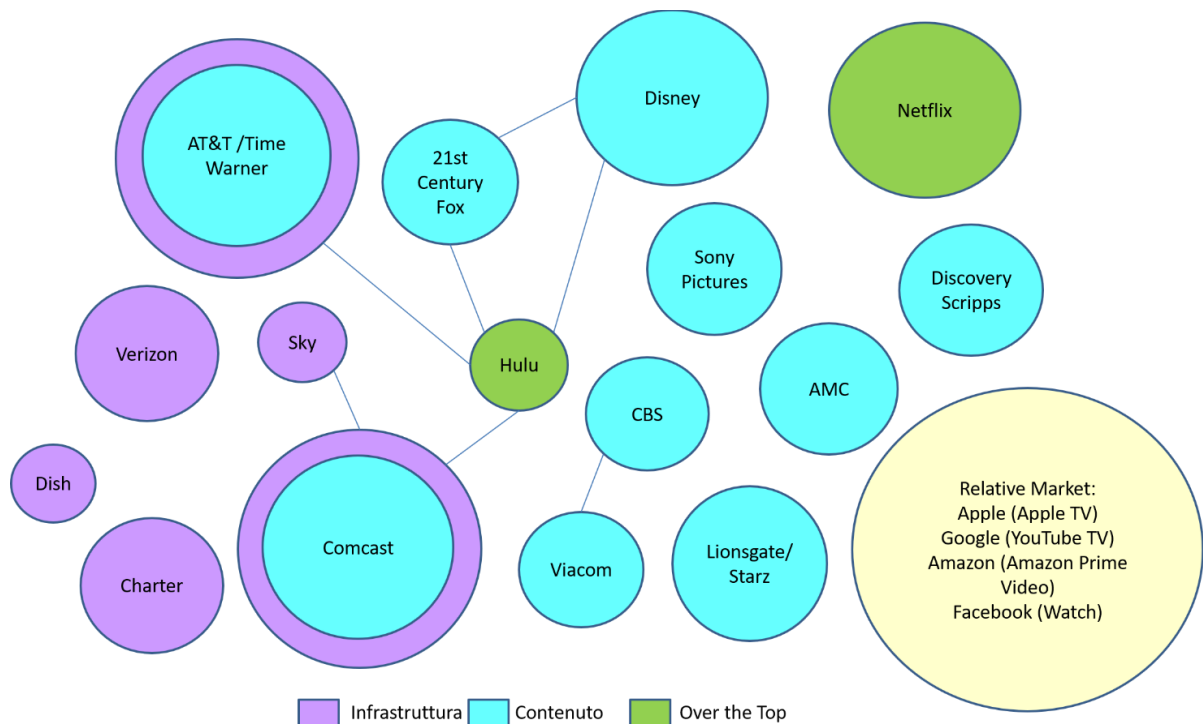 Disney
Netflix
AT&T /Time
Warner
21st
Century
Fox
Sony
Pictures
Discovery
Scripps
Verizon
Sky
Hulu
AMC
CBS
Dish
Comcast
Viacom
Lionsgate/
Starz
Charter
Relative Market:
Apple (Apple TV)
Google (YouTube TV)
Amazon (Amazon Prime
Video)
Facebook (Watch)
Infrastruttura
Contenuto
Over the Top